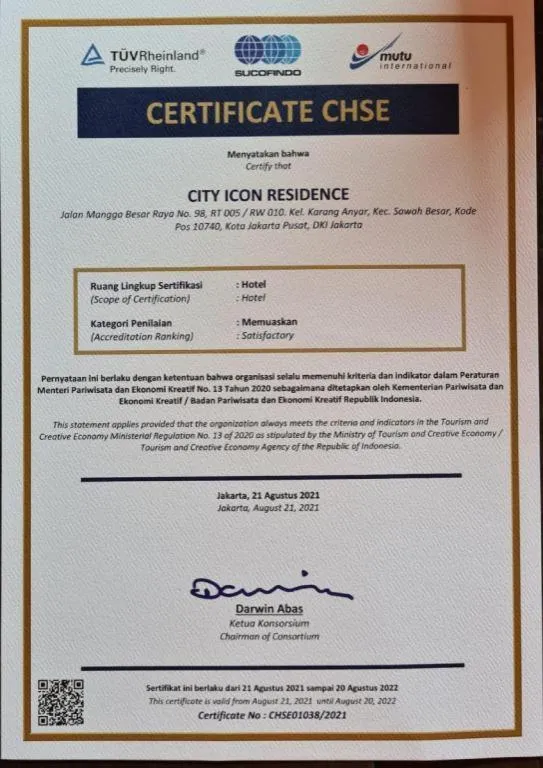 TÜVRheinland®
Precisely Right.
SUCOFINDO
mutu
international
CERTIFICATE CHSE
Menyatakan bahwa
Certify that
CITY ICON RESIDENCE
Jalan Mangga Besar Raya No. 98, RT 005 / RW 010. Kel. Karang Anyar, Kec. Sawah Besar, Kode
Pos 10740, Kota Jakarta Pusat, DKI Jakarta
Ruang Lingkup Sertifikasi : Hotel
(Scope of Certification) : Hotel
Kategori Penilaian : Memuaskan
(Accreditation Ranking) : Satisfactory
Pernyataan ini berlaku dengan ketentuan bahwa organisasi selalu memenuhi kriteria dan indikator dalam Peraturan
Menteri Pariwisata dan Ekonomi Kreatif No. 13 Tahun 2020 sebagaimana ditetapkan oleh Kementerian Pariwisata dan
Ekonomi Kreatif / Badan Pariwisata dan Ekonomi Kreatif Republik Indonesia.
This statement applies provided that the organization always meets the criteria and indicators in the Tourism and
Creative Economy Ministerial Regulation No. 13 of 2020 as stipulated by the Ministry of Tourism and Creative Economy /
Tourism and Creative Economy Agency of the Republic of Indonesia.
Jakarta, 21 Agustus 2021
Jakarta, August 21, 2021
Darwin
Darwin Abas
Ketua Konsorsium
Chairman of Consortium
Sertifikat ini berlaku dari 21 Agustus 2021 sampai 20 Agustus 2022
This certificate is valid from August 21, 2021 until August 20, 2022
Certificate No : CHSE01038/2021